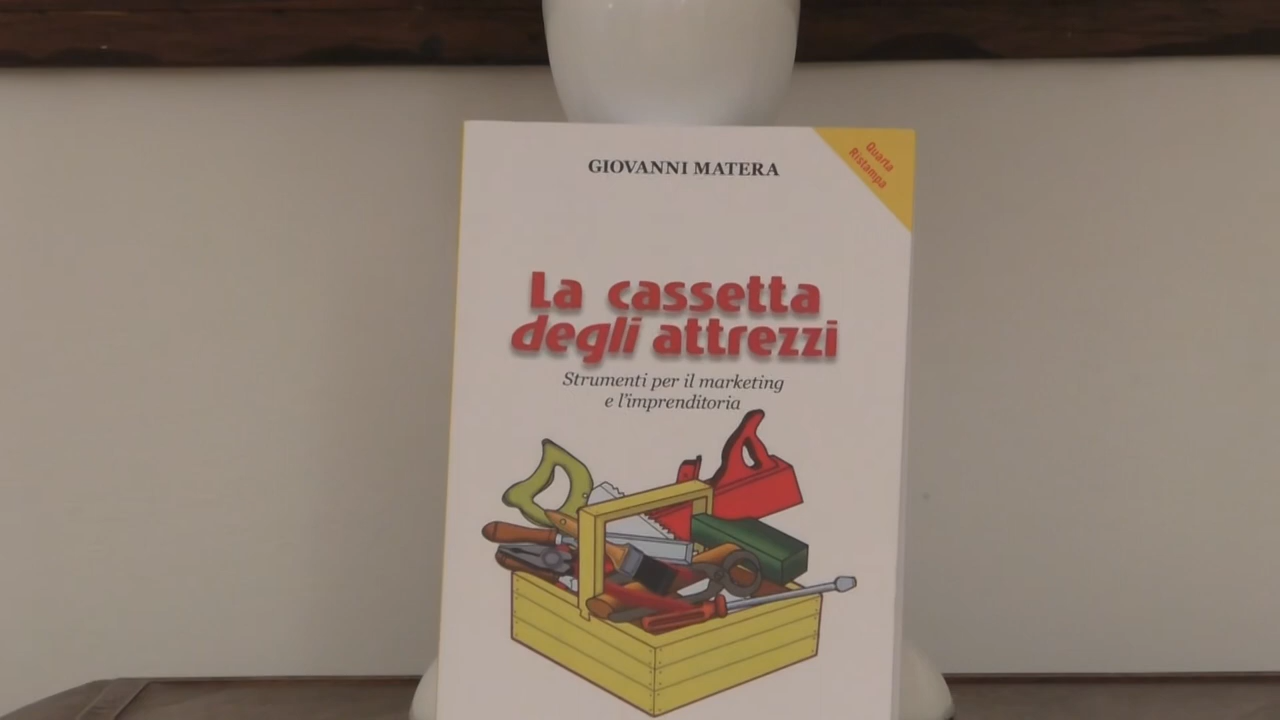 GIOVANNI MATERA
Quarta
Ristampa
La cassetta
degli attrezzi
Strumenti per il marketing
e l'imprenditoria